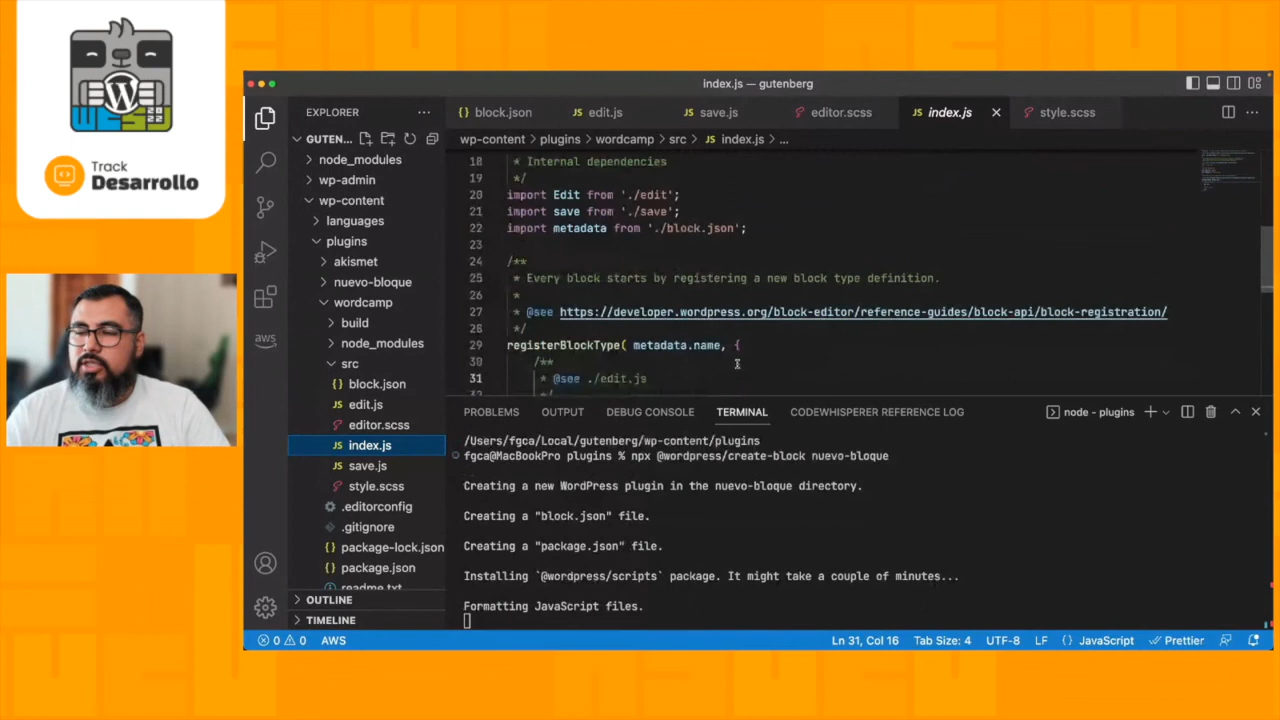 WES
20
22
Track
Desarrollo
index.js — gutenberg
EXPLORER
GUTEN...
node_modules
wp-admin
wp-content
languages
plugins
akismet
nuevo-bloque
wordcamp
build
node_modules
src
block.json
edit.js
editor.scss
index.js
save.js
style.scss
.editorconfig
.gitignore
package-lock.json
package.json
readme.txt
OUTLINE
TIMELINE
block.json
edit.js
save.js
editor.scss
index.js
style.scss
wp-content > plugins > wordcamp > src > JS index.js > ...
18 * Internal dependencies
19 */
20 import Edit from './edit';
21 import save from './save';
22 import metadata from './block.json';
23
24 /**
25 * Every block starts by registering a new block type definition.
26 *
27 * @see https://developer.wordpress.org/block-editor/reference-guides/block-api/block-registration/
28 */
29 registerBlockType( metadata.name, {
30 /**
31 * @see ./edit.js
32 */
PROBLEMS OUTPUT DEBUG CONSOLE TERMINAL CODEWHISPERER REFERENCE LOG
node - plugins
/Users/fgca/Local/gutenberg/wp-content/plugins
fgca@MacBookPro plugins % npx @wordpress/create-block nuevo-bloque
Creating a new WordPress plugin in the nuevo-bloque directory.
Creating a "block.json" file.
Creating a "package.json" file.
Installing `@wordpress/scripts` package. It might take a couple of minutes...
Formatting JavaScript files.
0 0 AWS
Ln 31, Col 16 Tab Size: 4 UTF-8 LF {} JavaScript Prettier